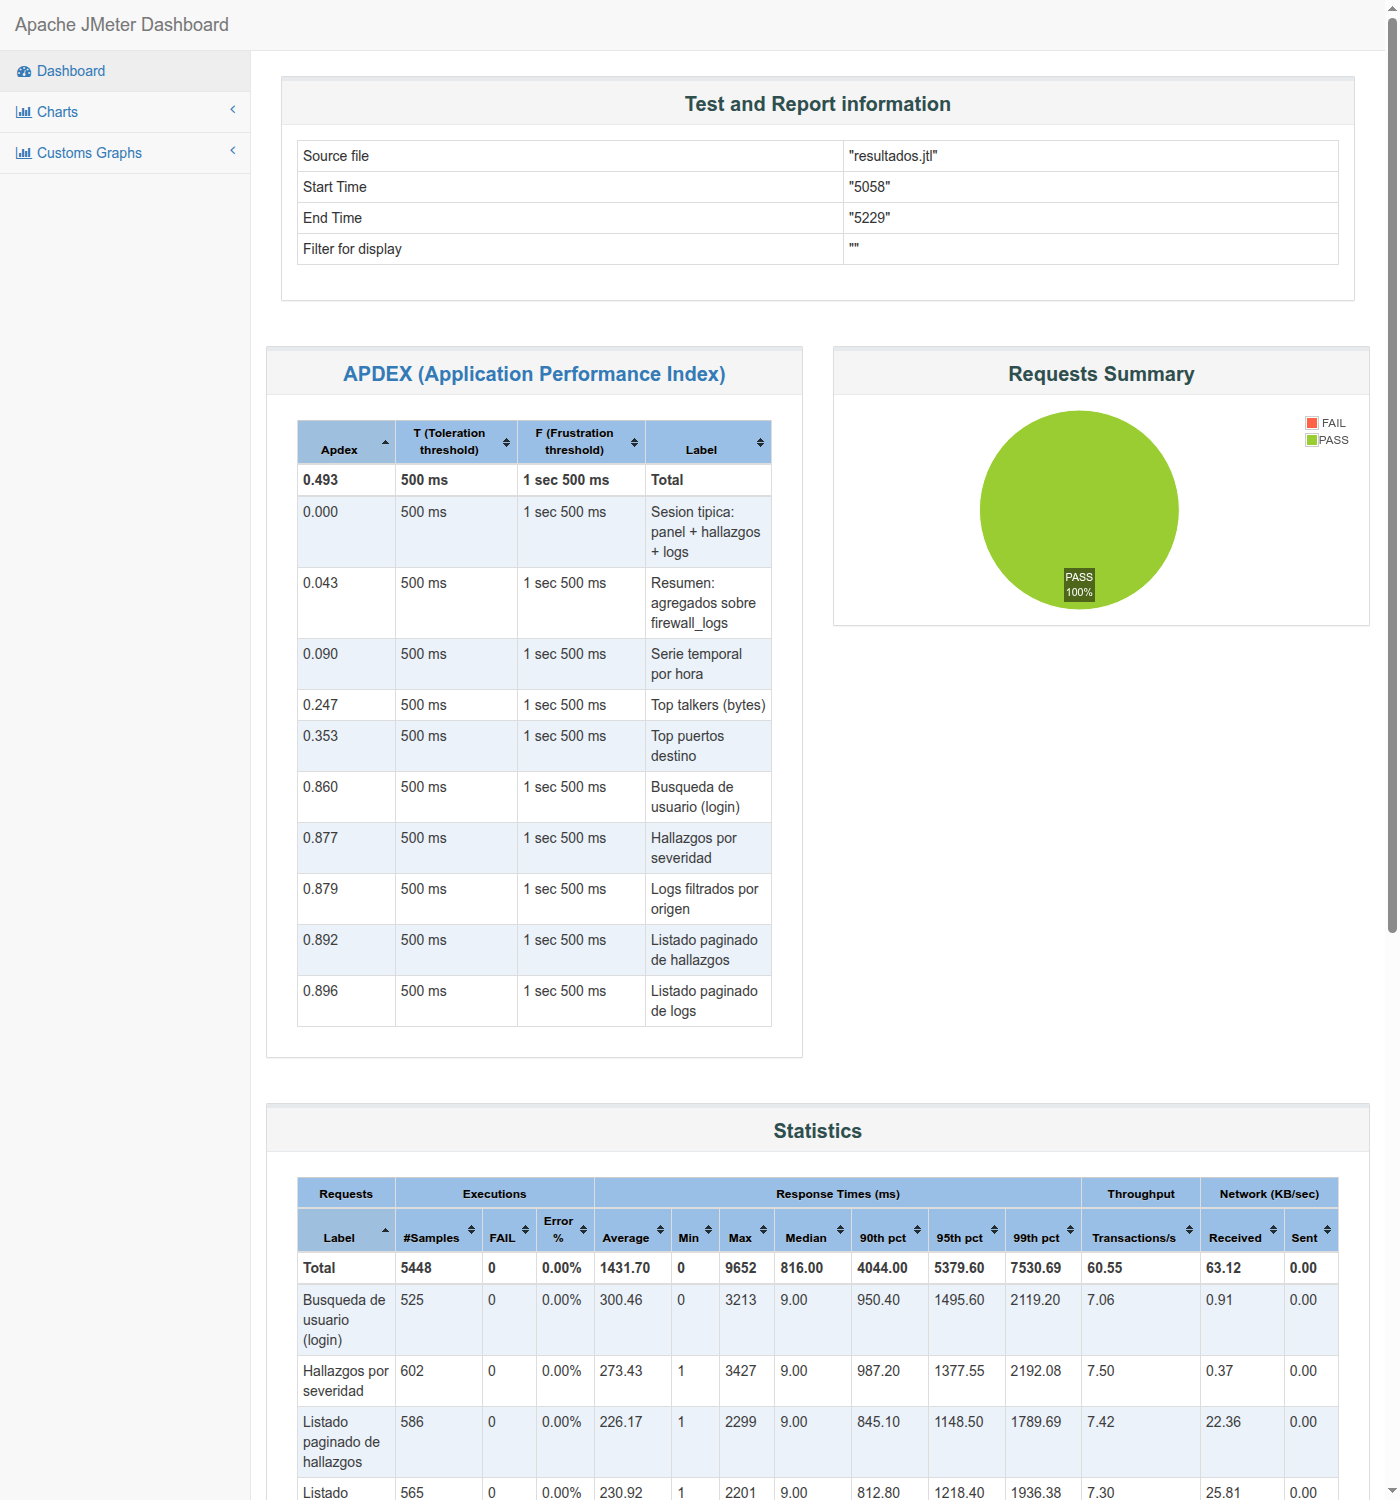 Apache JMeter Dashboard
Dashboard
Charts
Customs Graphs
Test and Report information
Source file "resultados.jtl"
Start Time "5058"
End Time "5229"
Filter for display ""
APDEX (Application Performance Index)
Apdex T (Toleration threshold) F (Frustration threshold) Label
0.493 500 ms 1 sec 500 ms Total
0.000 500 ms 1 sec 500 ms Sesion tipica: panel + hallazgos + logs
0.043 500 ms 1 sec 500 ms Resumen: agregados sobre firewall_logs
0.090 500 ms 1 sec 500 ms Serie temporal por hora
0.247 500 ms 1 sec 500 ms Top talkers (bytes)
0.353 500 ms 1 sec 500 ms Top puertos destino
0.860 500 ms 1 sec 500 ms Busqueda de usuario (login)
0.877 500 ms 1 sec 500 ms Hallazgos por severidad
0.879 500 ms 1 sec 500 ms Logs filtrados por origen
0.892 500 ms 1 sec 500 ms Listado paginado de hallazgos
0.896 500 ms 1 sec 500 ms Listado paginado de logs
Requests Summary
FAIL
PASS
PASS
100%
Statistics
Requests Executions Response Times (ms) Throughput Network (KB/sec)
Label #Samples FAIL Error % Average Min Max Median 90th pct 95th pct 99th pct Transactions/s Received Sent
Total 5448 0 0.00% 1431.70 0 9652 816.00 4044.00 5379.60 7530.69 60.55 63.12 0.00
Busqueda de usuario (login) 525 0 0.00% 300.46 0 3213 9.00 950.40 1495.60 2119.20 7.06 0.91 0.00
Hallazgos por severidad 602 0 0.00% 273.43 1 3427 9.00 987.20 1377.55 2192.08 7.50 0.37 0.00
Listado paginado de hallazgos 586 0 0.00% 226.17 1 2299 9.00 845.10 1148.50 1789.69 7.42 22.36 0.00
Listado 565 0 0.00% 230.92 1 2201 9.00 812.80 1218.40 1936.38 7.30 25.81 0.00